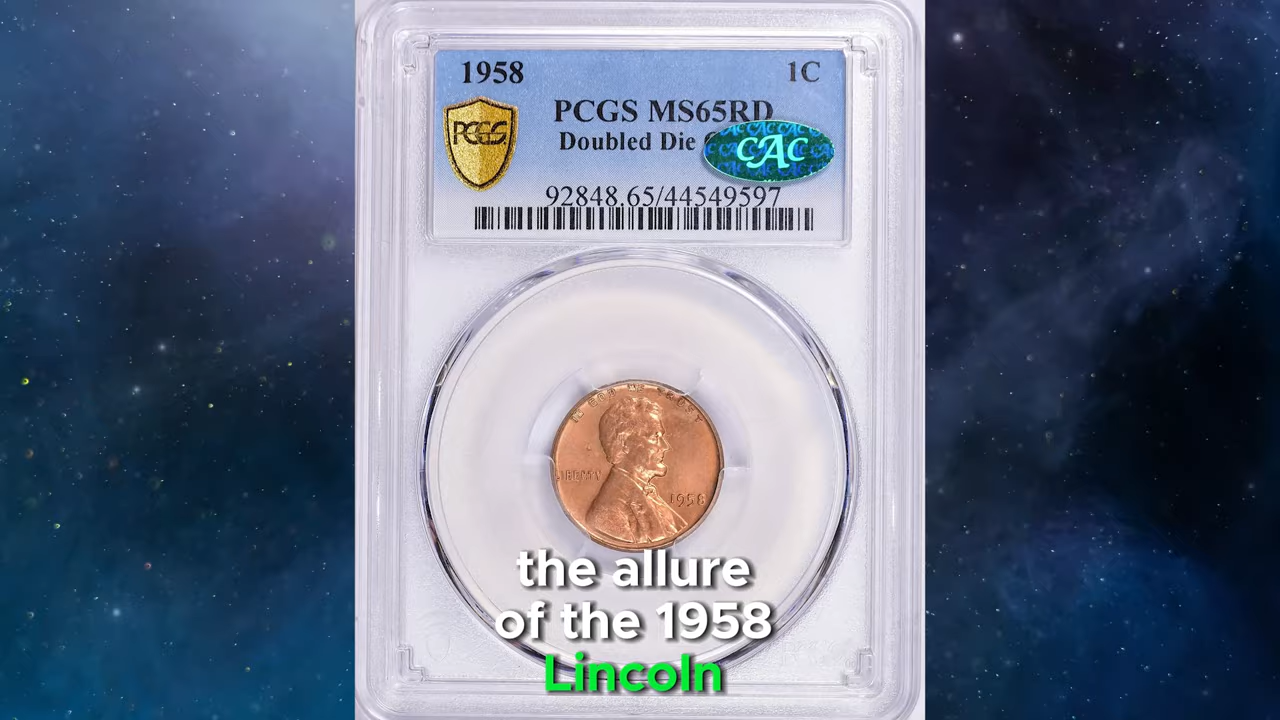 1958 1C
PCGS MS65RD
PCGS
Doubled Die
CAC
92848.65/44549597
IN GOD WE TRUST
LIBERTY
1958
the allure
of the 1958
Lincoln